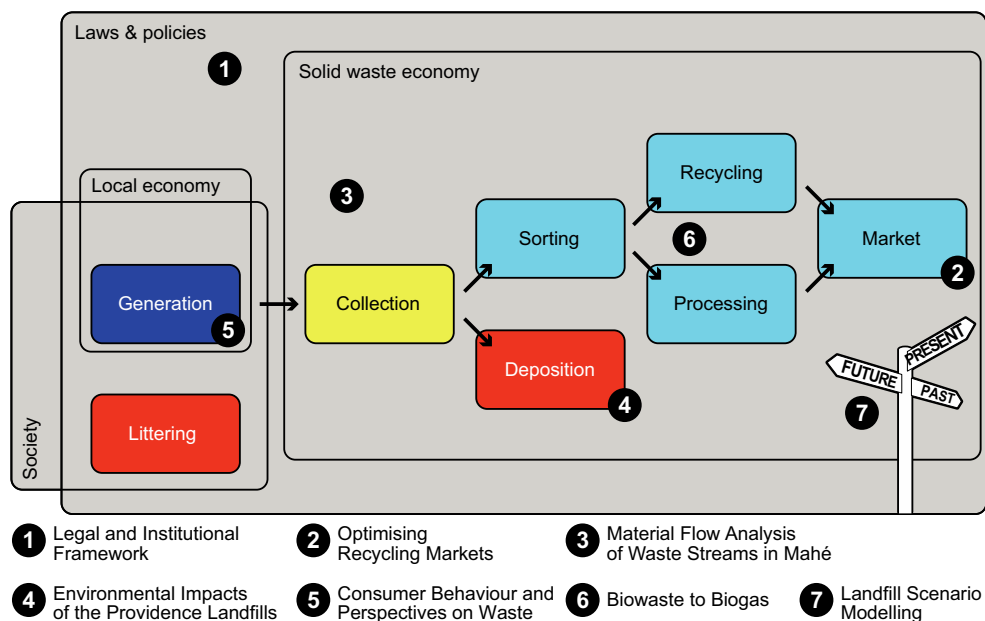 Laws & policies
1
Solid waste economy
Local economy
3
Recycling
Sorting
6
Market
2
Generation
5
Collection
Processing
Deposition
4
PRESENT
FUTURE
PAST
7
Littering
Society
1 Legal and Institutional
Framework
2 Optimising
Recycling Markets
3 Material Flow Analysis
of Waste Streams in Mahé
4 Environmental Impacts
of the Providence Landfills
5 Consumer Behaviour and
Perspectives on Waste
6 Biowaste to Biogas
7 Landfill Scenario
Modelling